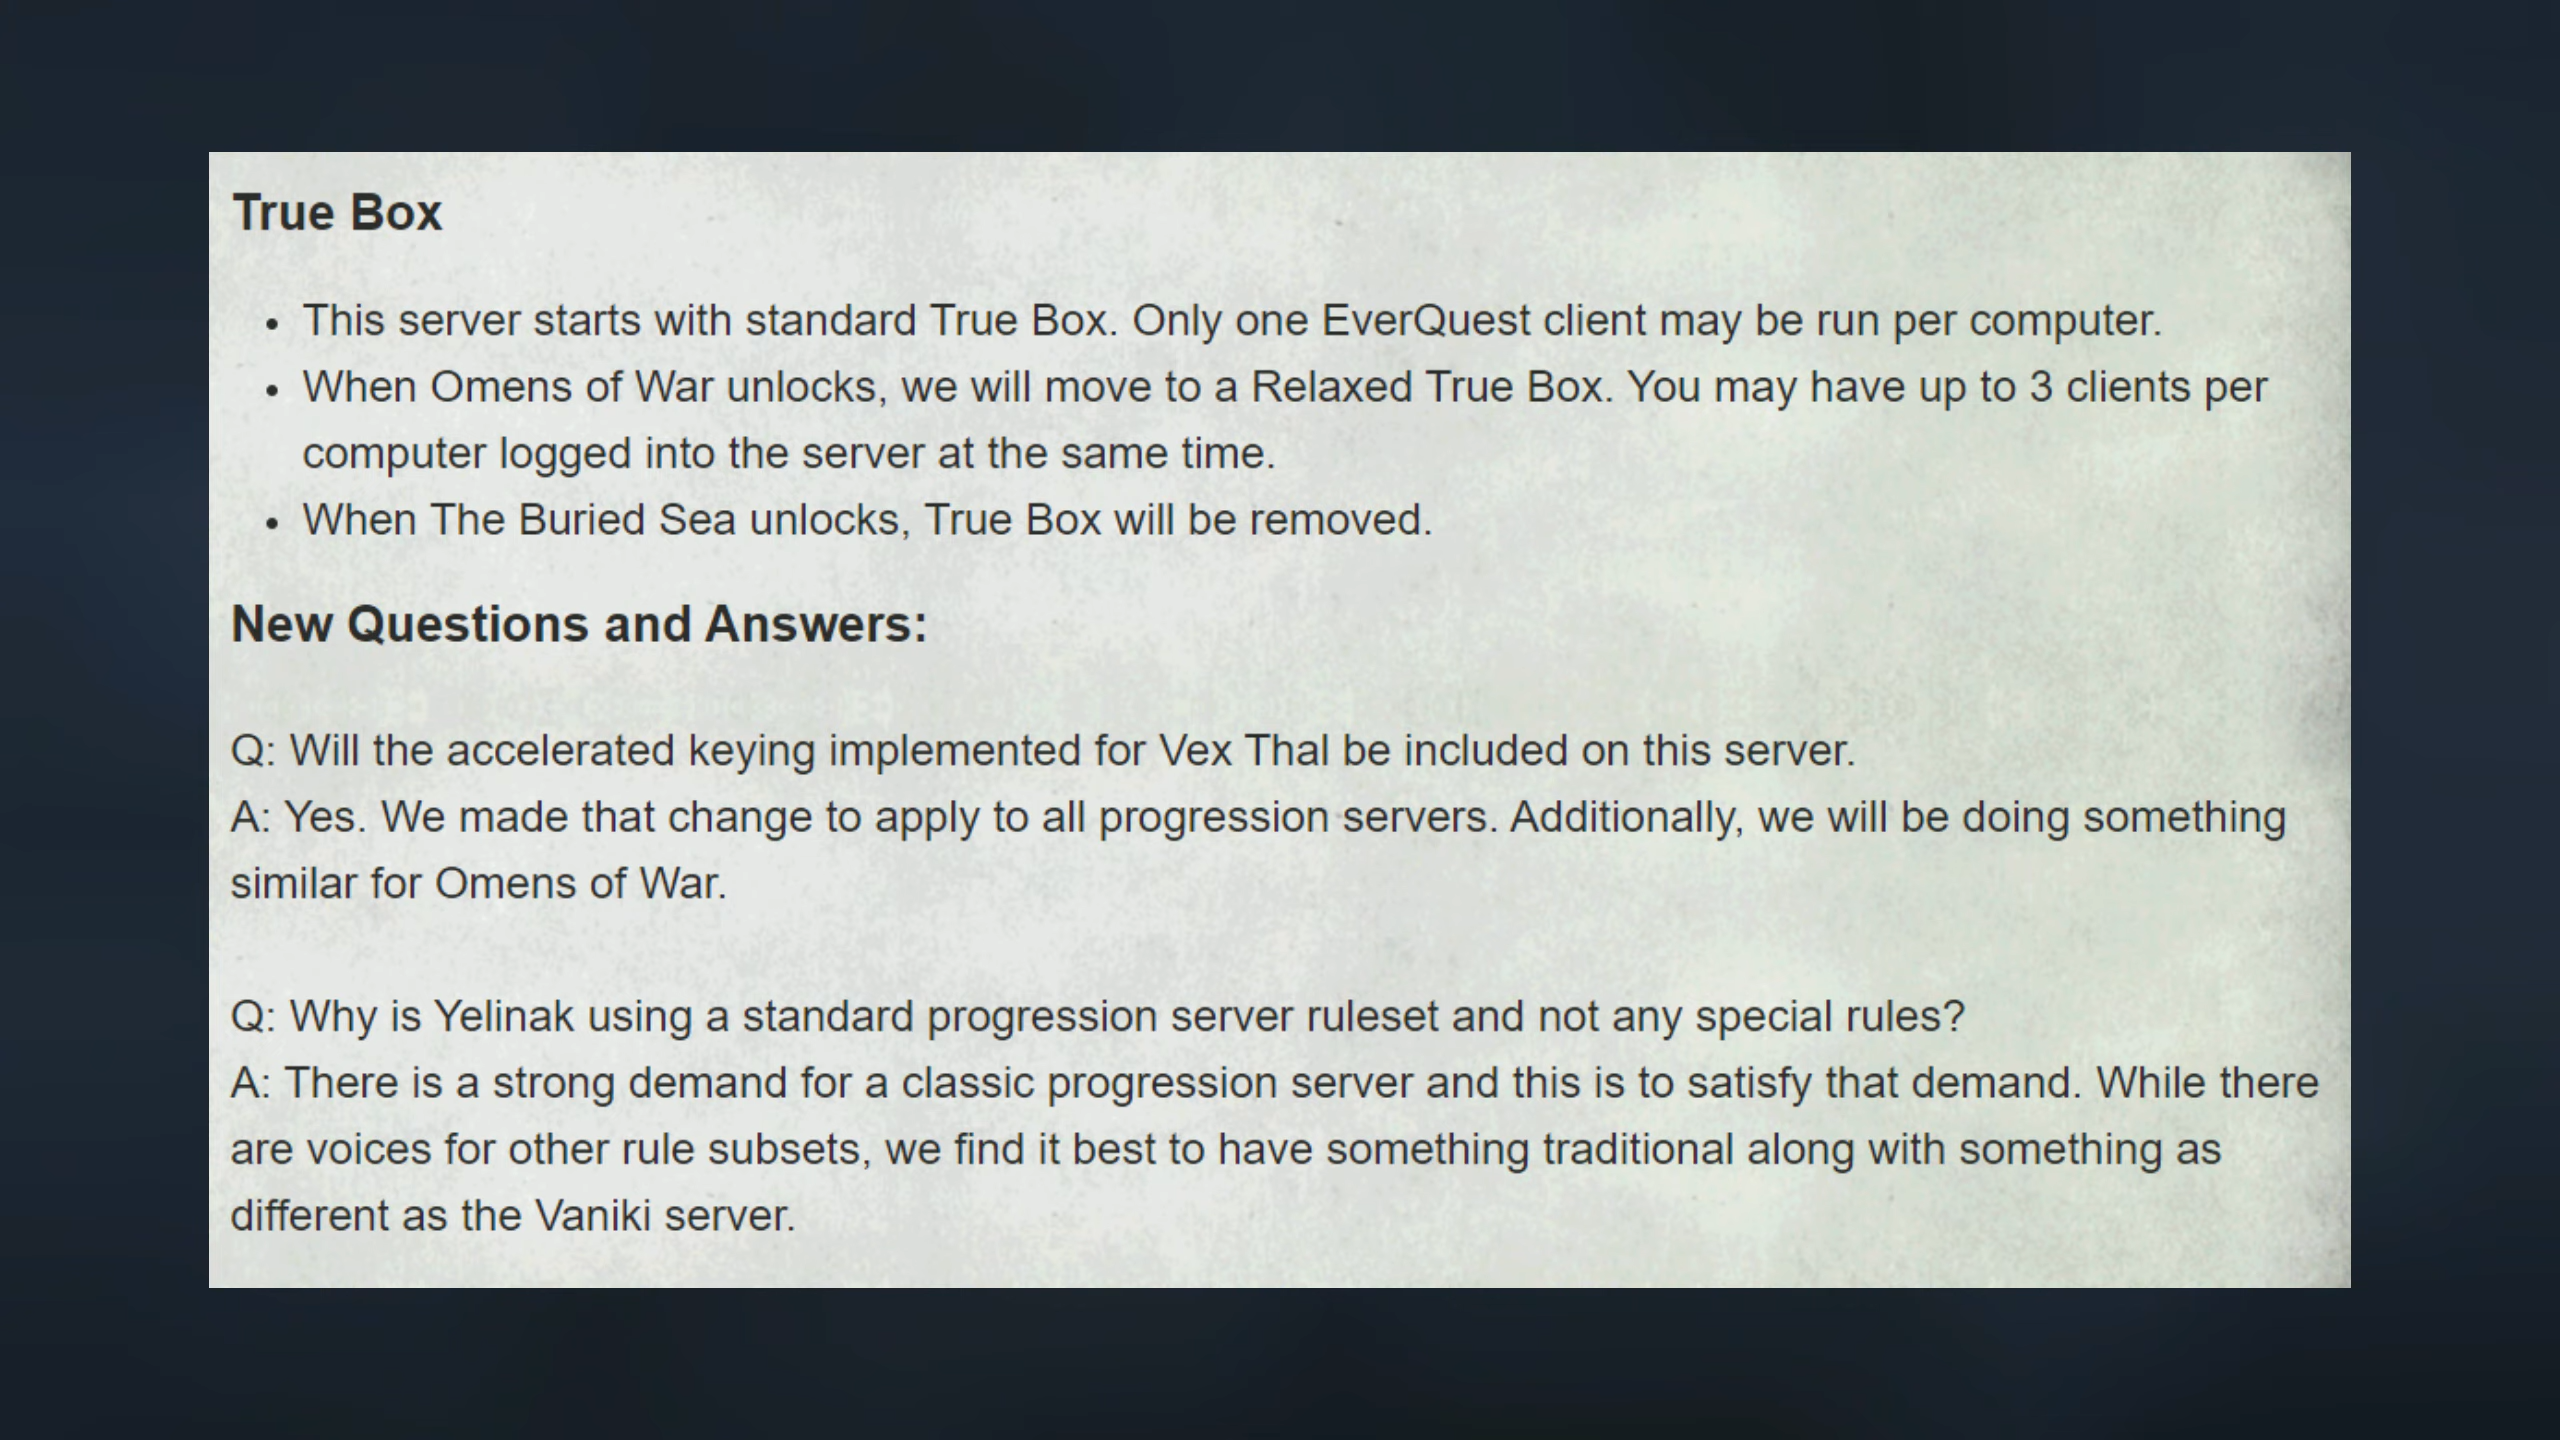 True Box
• This server starts with standard True Box. Only one EverQuest client may be run per computer.
• When Omens of War unlocks, we will move to a Relaxed True Box. You may have up to 3 clients per
computer logged into the server at the same time.
• When The Buried Sea unlocks, True Box will be removed.
New Questions and Answers:
Q: Will the accelerated keying implemented for Vex Thal be included on this server.
A: Yes. We made that change to apply to all progression servers. Additionally, we will be doing something
similar for Omens of War.
Q: Why is Yelinak using a standard progression server ruleset and not any special rules?
A: There is a strong demand for a classic progression server and this is to satisfy that demand. While there
are voices for other rule subsets, we find it best to have something traditional along with something as
different as the Vaniki server.